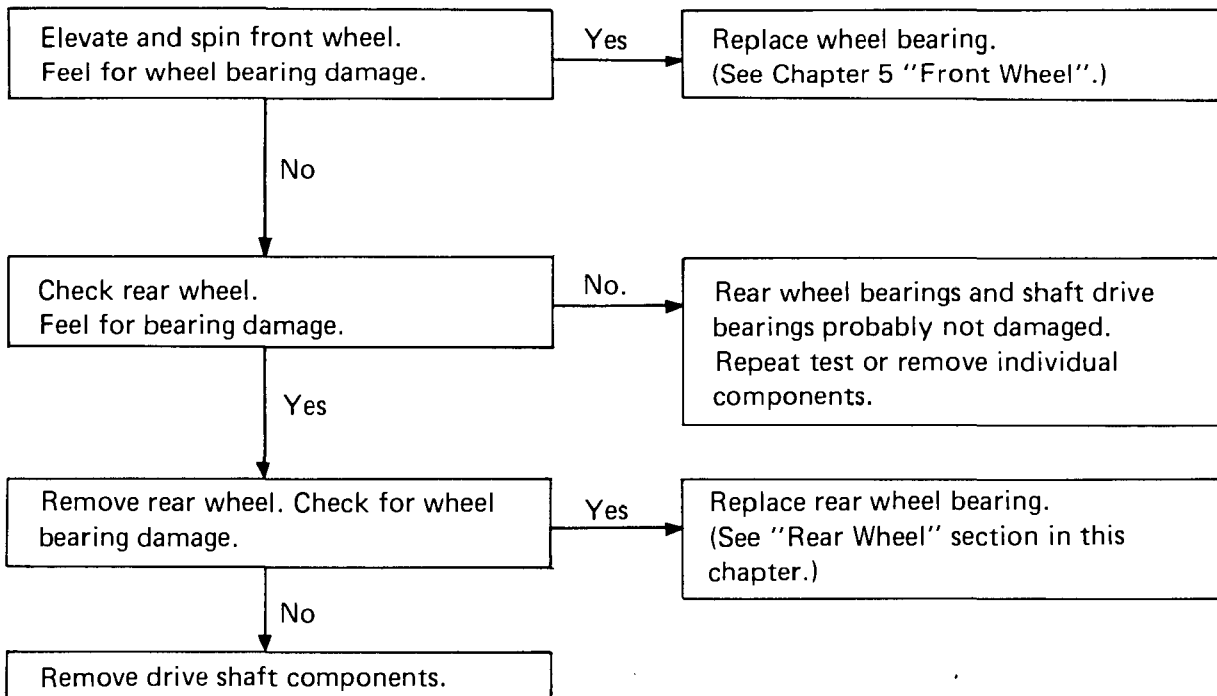 Elevate and spin front wheel.
Feel for wheel bearing damage.
Yes
Replace wheel bearing.
(See Chapter 5 "Front Wheel".)
No
Check rear wheel.
Feel for bearing damage.
No.
Rear wheel bearings and shaft drive
bearings probably not damaged.
Repeat test or remove individual
components.
Yes
Remove rear wheel. Check for wheel
bearing damage.
Yes
Replace rear wheel bearing.
(See "Rear Wheel" section in this
chapter.)
No
Remove drive shaft components.